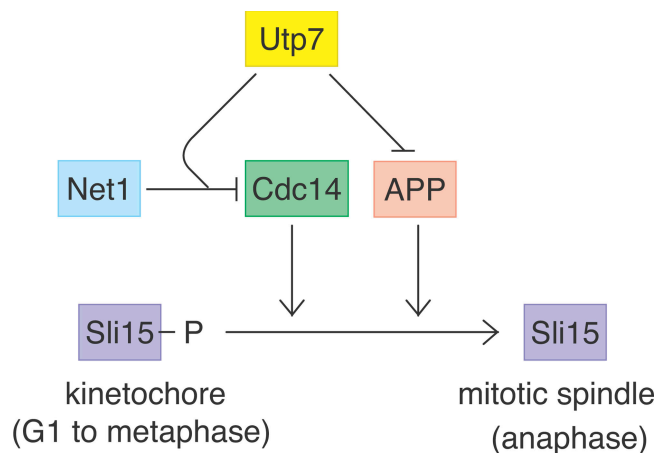 Utp7
Net1
Cdc14
APP
Sli15 – P
Sli15
kinetochore
(G1 to metaphase)
mitotic spindle
(anaphase)